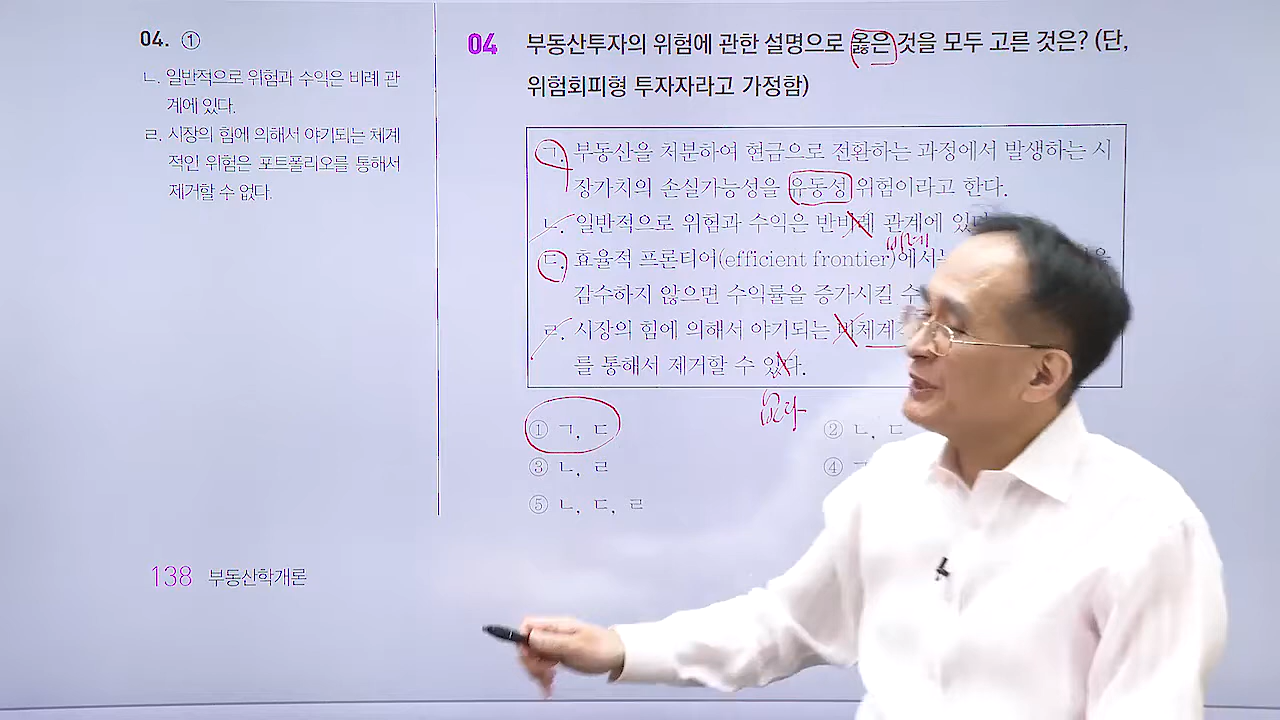 04. ①
ㄴ. 일반적으로 위험과 수익은 비례 관
계에 있다.
ㄹ. 시장의 힘에 의해서 야기되는 체계
적인 위험은 포트폴리오를 통해서
제거할 수 없다.
138 부동산학개론
04 부동산투자의 위험에 관한 설명으로 옳은 것을 모두 고른 것은? (단,
위험회피형 투자자라고 가정함)
ㄱ. 부동산을 처분하여 현금으로 전환하는 과정에서 발생하는 시
장가치의 손실가능성을 유동성 위험이라고 한다.
ㄴ. 일반적으로 위험과 수익은 반비례 관계에 있다
비례
ㄷ. 효율적 프론티어(efficient frontier)에서는
감수하지 않으면 수익률을 증가시킬 수
ㄹ. 시장의 힘에 의해서 야기되는 비체계적
를 통해서 제거할 수 있다.
없다
① ㄱ, ㄷ
② ㄴ, ㄷ
③ ㄴ, ㄹ
④
⑤ ㄴ, ㄷ, ㄹ